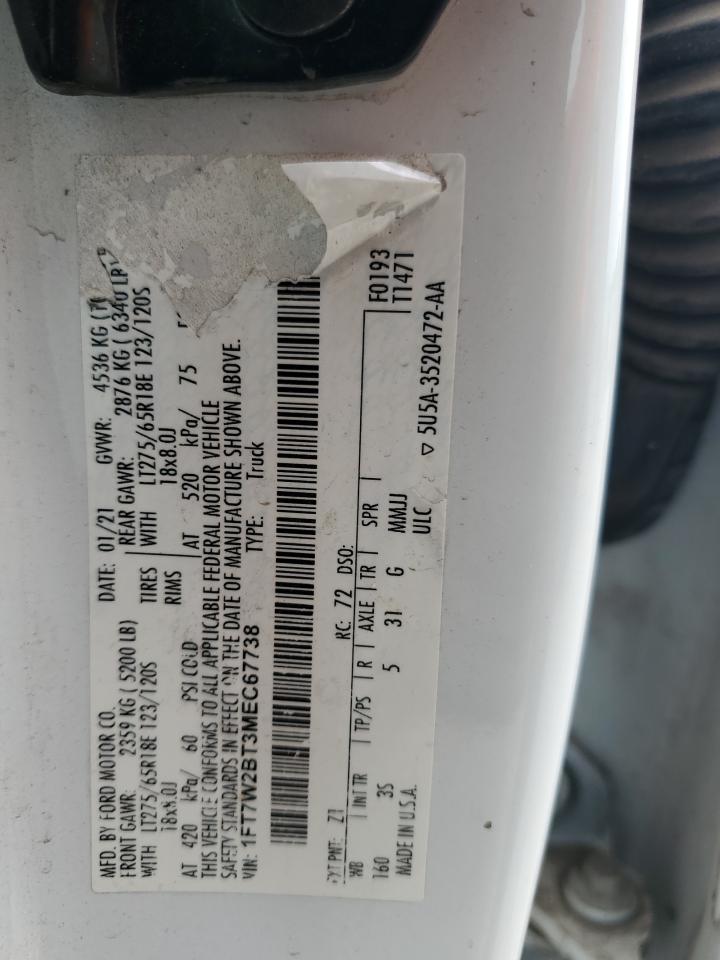 MFD. BY FORD MOTOR CO. DATE: 01/21 GVWR: 4536 KG
FRONT GAWR: 2359 KG ( 5200 LB) REAR GAWR: 2876 KG ( 6340 LB
WITH LT275/65R18E 123/120S TIRES WITH LT275/65R18E 123/120S
18x8.0J RIMS 18x8.0J
AT 420 kPa/ 60 PSI COLD AT 520 kPa/ 75
THIS VEHICLE CONFORMS TO ALL APPLICABLE FEDERAL MOTOR VEHICLE
SAFETY STANDARDS IN EFFECT ON THE DATE OF MANUFACTURE SHOWN ABOVE.
VIN: 1FT7W2BT3MEC67738 TYPE: Truck
EXT PNT: Z1 RC: 72 DSO: F0193
WB INT TR TP/PS R AXLE TR SPR T1471
160 3S 5 31 G MMJJ
MADE IN U.S.A. ULC ▽ 5U5A-3520472-AA